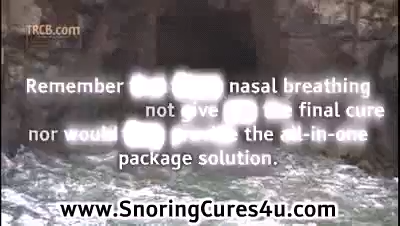 TRCB.com
Remember nasal breathing
not give the final cure
nor would the all-in-one
package solution.
www.SnoringCures4u.com